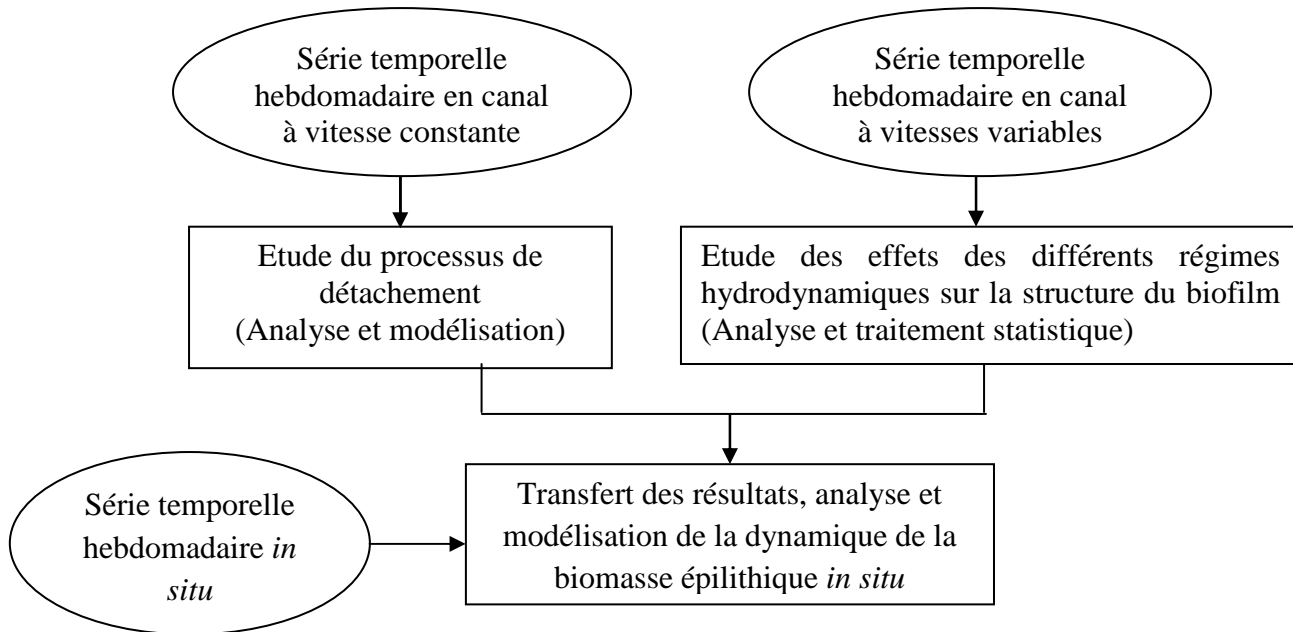 Série temporelle
hebdomadaire en canal
à vitesse constante
Série temporelle
hebdomadaire en canal
à vitesses variables
Etude du processus de
détachement
(Analyse et modélisation)
Etude des effets des différents régimes
hydrodynamiques sur la structure du biofilm
(Analyse et traitement statistique)
Série temporelle
hebdomadaire in
situ
Transfert des résultats, analyse et
modélisation de la dynamique de la
biomasse épilithique in situ